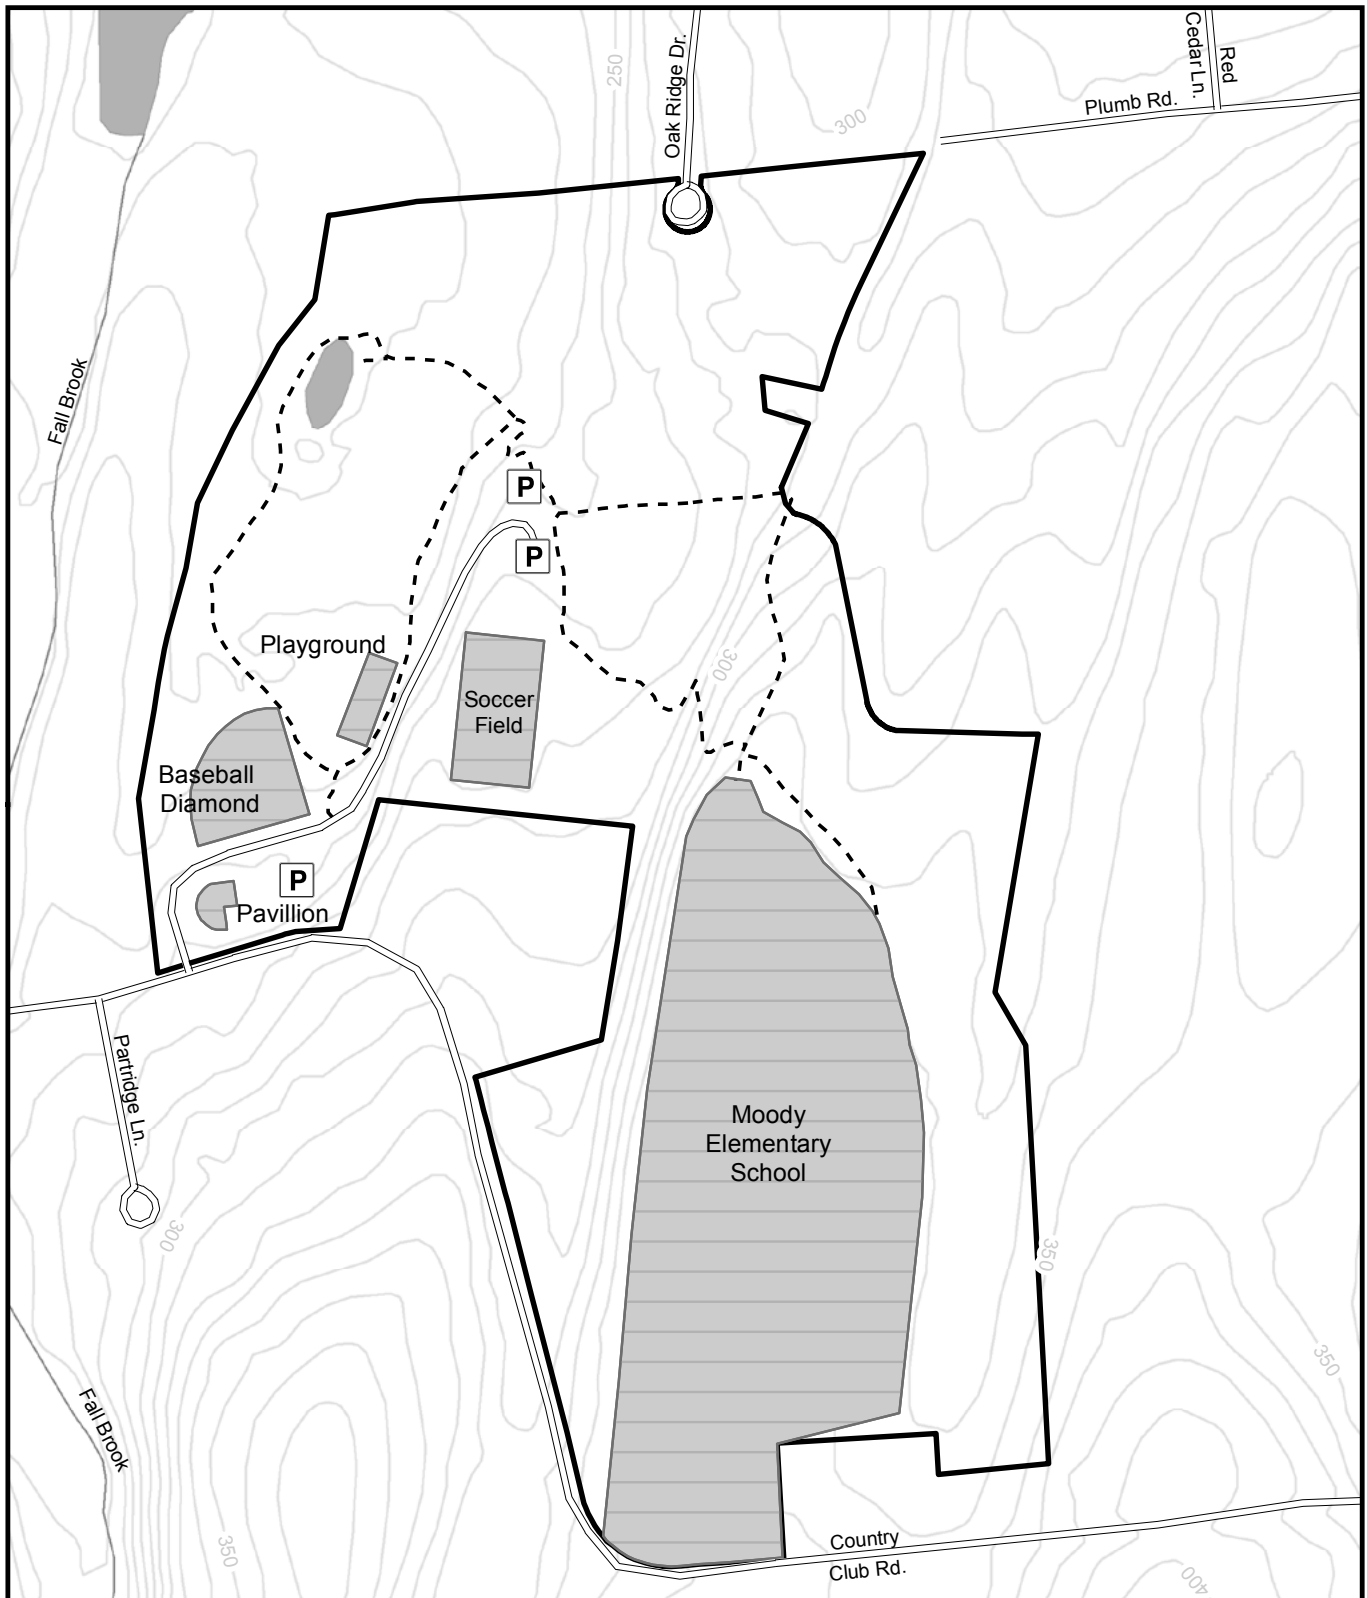 Oak Ridge Dr.
250
Red
Cedar Ln.
Plumb Rd.
300
Fall Brook
P
P
Playground
300
Soccer
Field
Baseball
Diamond
P
Pavillion
Partridge Ln.
Moody
Elementary
School
300
350
350
Fall Brook
350
Country
Club Rd.
400